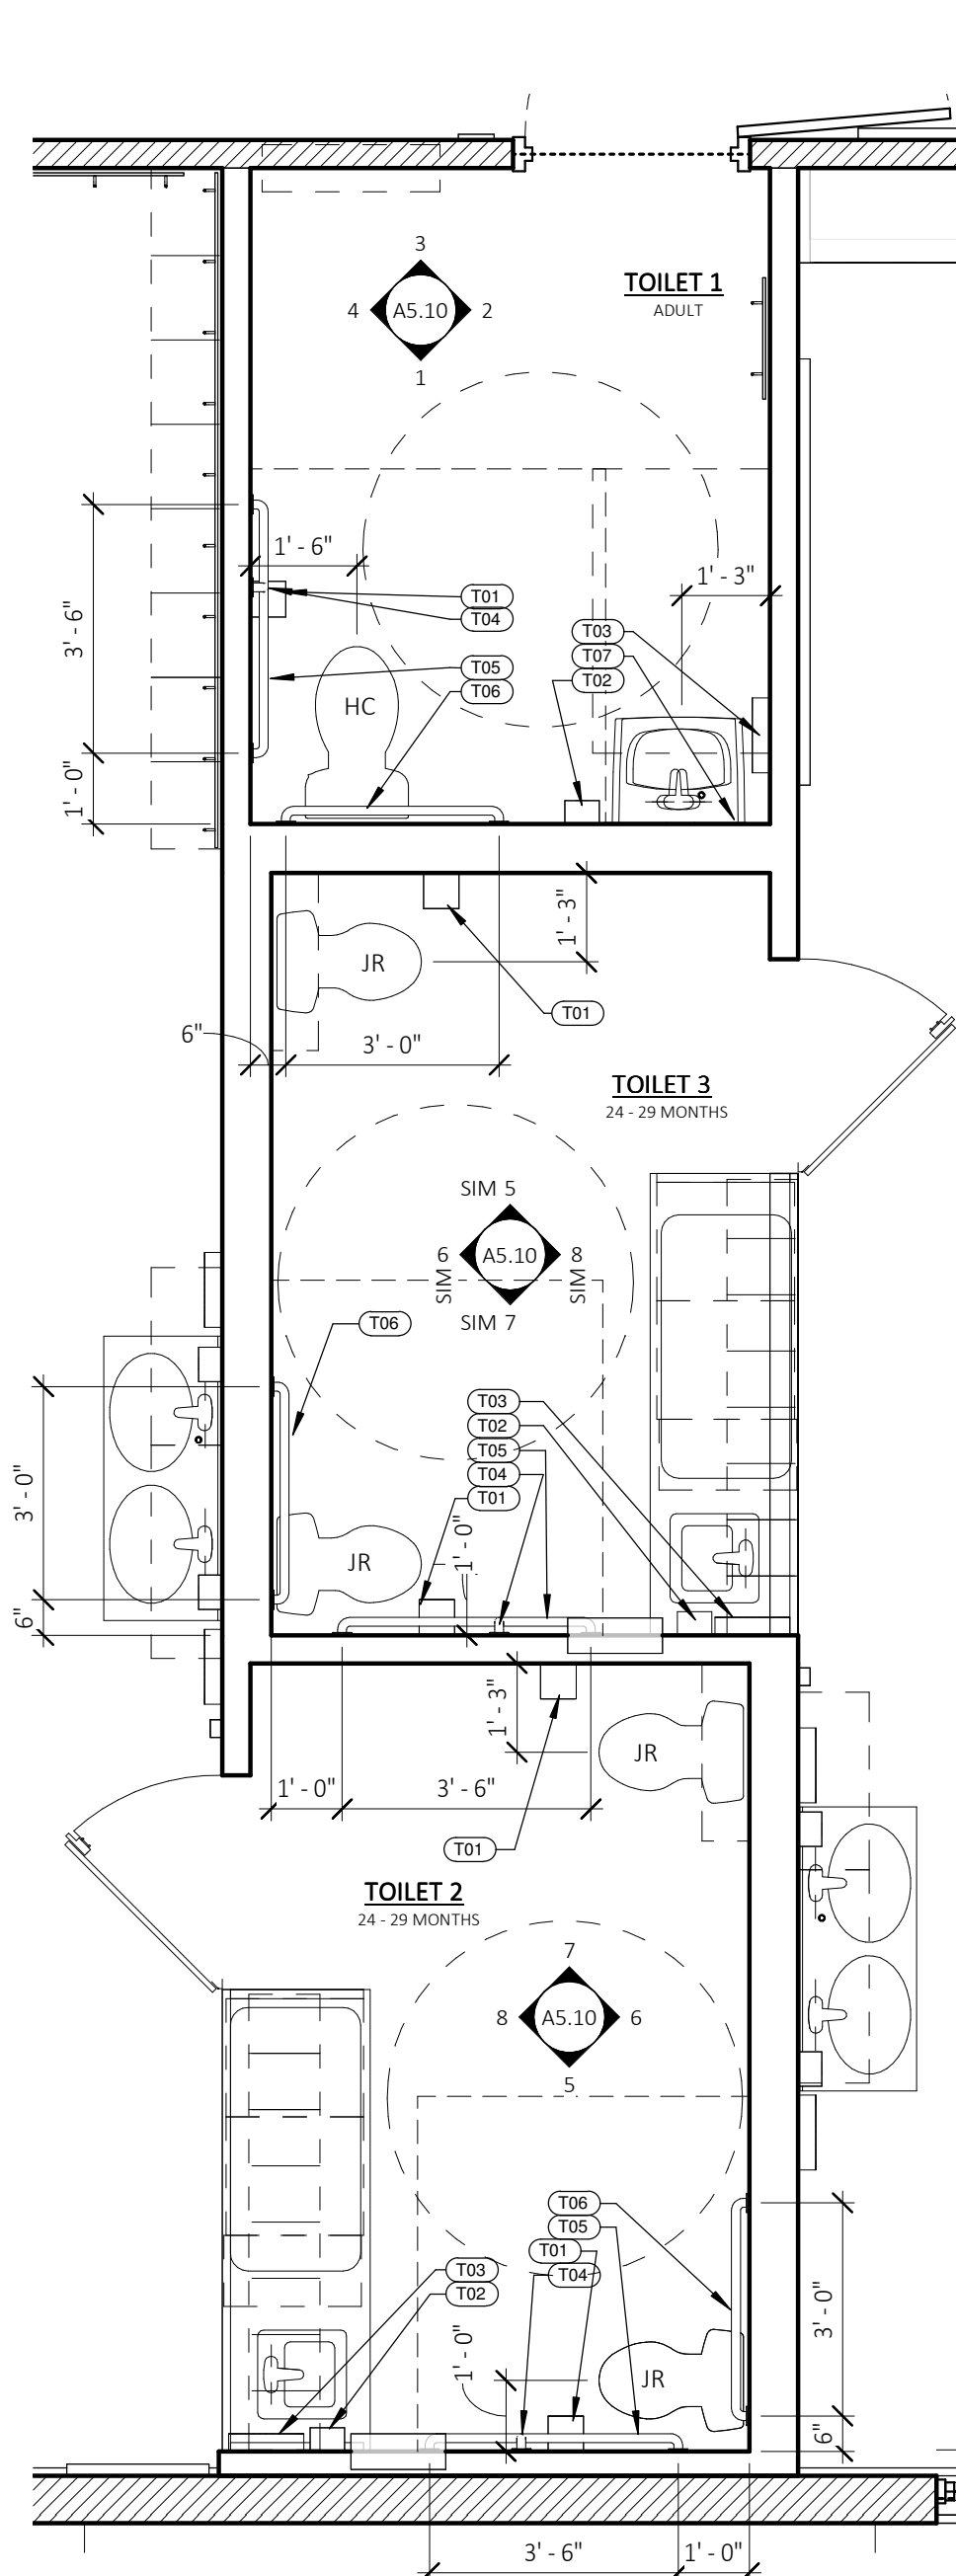 3
4 A5.10 2
1
TOILET 1
ADULT
1' - 6"
1' - 3"
3' - 6"
T01
T04
T03
T07
T02
T05
T06
HC
1' - 0"
1' - 3"
JR
T01
6"
3' - 0"
TOILET 3
24 - 29 MONTHS
SIM 5
6 SIM A5.10 8 SIM
SIM 7
T06
T03
T02
T05
T04
T01
3' - 0"
1' - 0"
JR
6"
1' - 3"
JR
1' - 0"
3' - 6"
T01
TOILET 2
24 - 29 MONTHS
7
8 A5.10 6
5
T06
T05
T01
T04
T03
T02
3' - 0"
1' - 0"
JR
6"
3' - 6"
1' - 0"